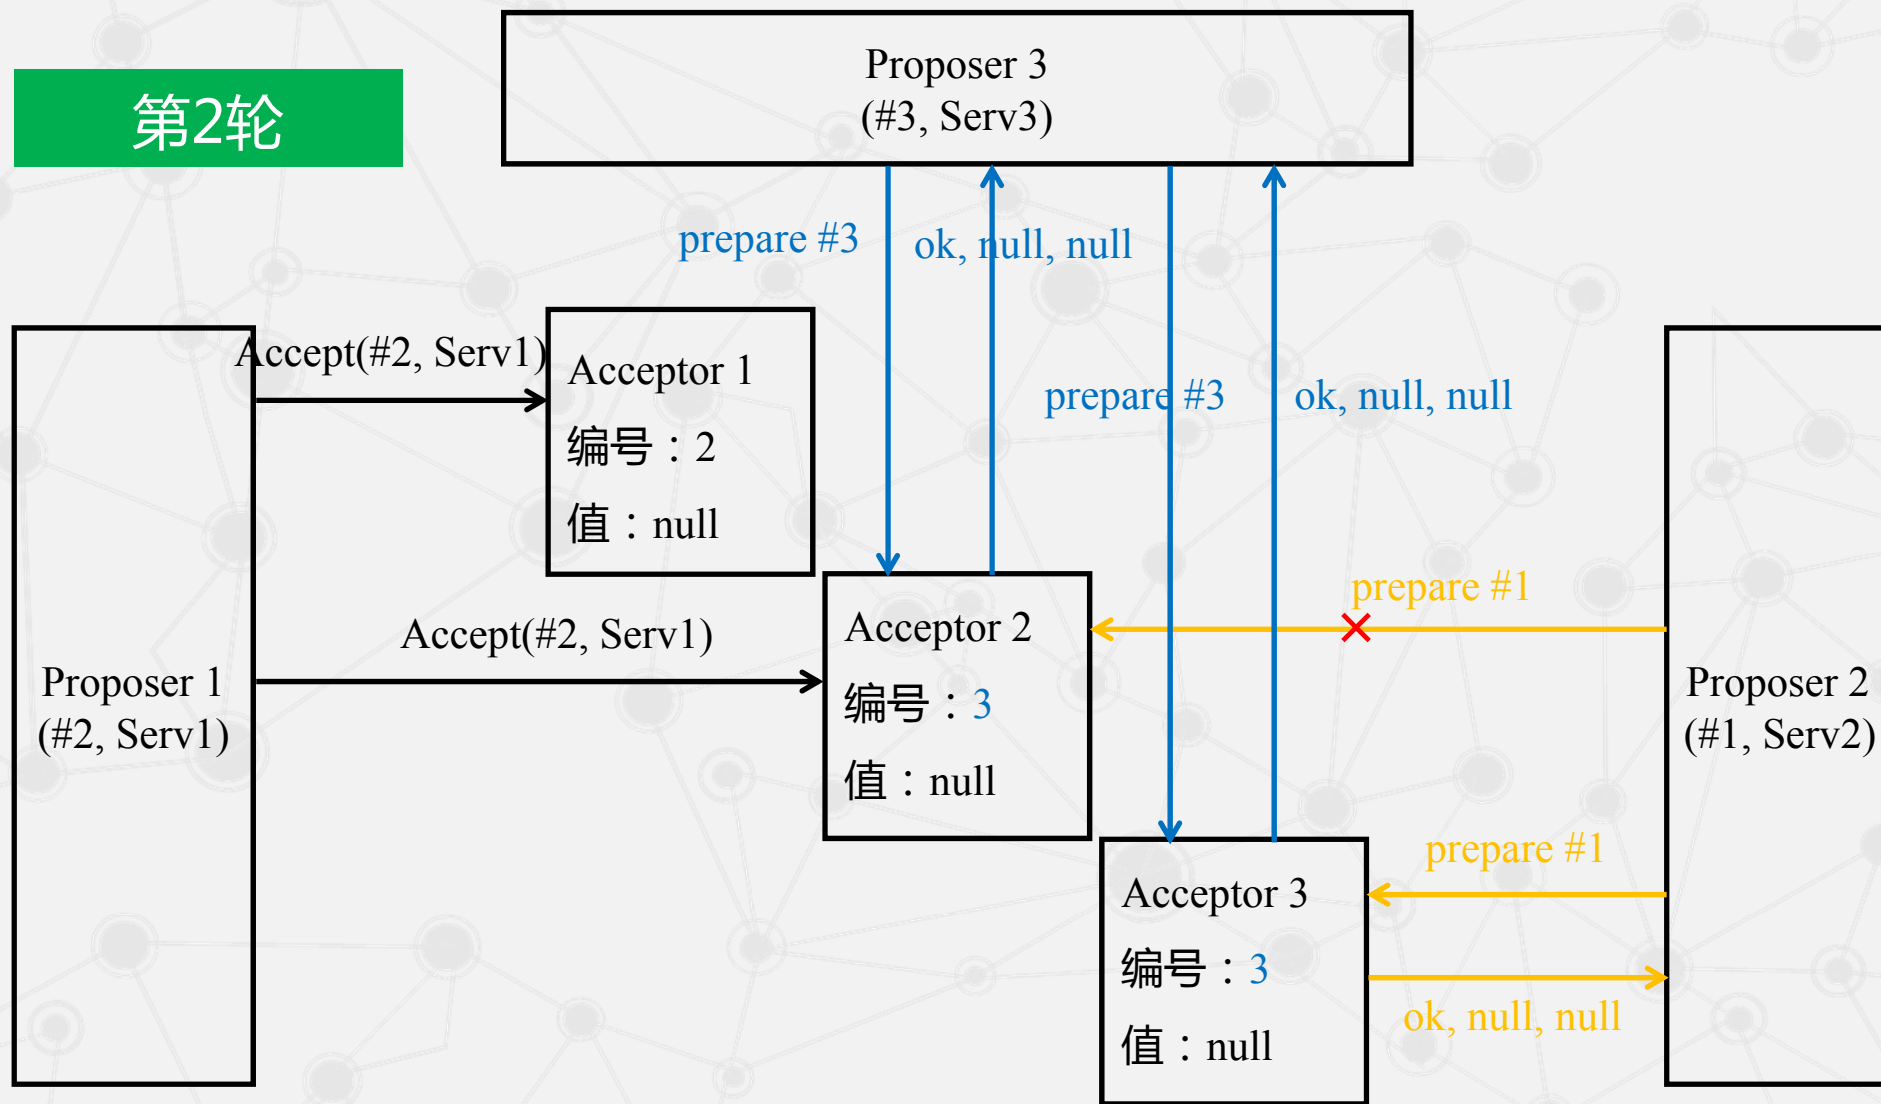 第2轮
Proposer 3
(#3, Serv3)
prepare #3
ok, null, null
Accept(#2, Serv1)
Acceptor 1
编号：2
值：null
prepare #3
ok, null, null
Accept(#2, Serv1)
Acceptor 2
编号：3
值：null
prepare #1
Proposer 1
(#2, Serv1)
Proposer 2
(#1, Serv2)
Acceptor 3
编号：3
值：null
prepare #1
ok, null, null